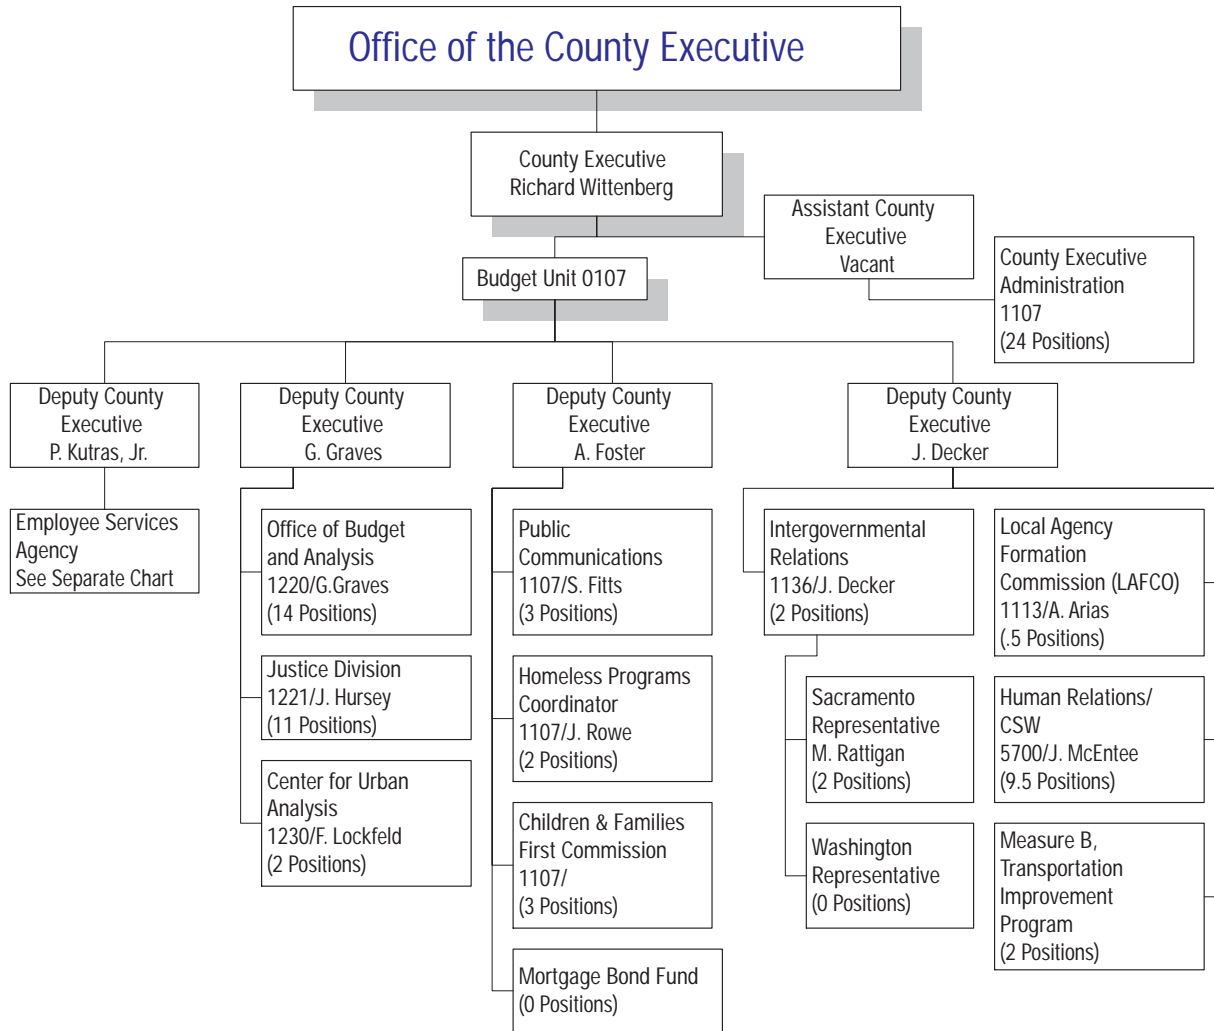 Office of the County Executive
County Executive
Richard Wittenberg
Assistant County
Executive
Vacant
County Executive
Administration
1107
(24 Positions)
Budget Unit 0107
Deputy County
Executive
P. Kutras, Jr.
Deputy County
Executive
G. Graves
Deputy County
Executive
A. Foster
Deputy County
Executive
J. Decker
Employee Services
Agency
See Separate Chart
Office of Budget
and Analysis
1220/G.Graves
(14 Positions)
Justice Division
1221/J. Hursey
(11 Positions)
Center for Urban
Analysis
1230/F. Lockfeld
(2 Positions)
Public
Communications
1107/S. Fitts
(3 Positions)
Homeless Programs
Coordinator
1107/J. Rowe
(2 Positions)
Children & Families
First Commission
1107/
(3 Positions)
Mortgage Bond Fund
(0 Positions)
Intergovernmental
Relations
1136/J. Decker
(2 Positions)
Sacramento
Representative
M. Rattigan
(2 Positions)
Washington
Representative
(0 Positions)
Local Agency
Formation
Commission (LAFCO)
1113/A. Arias
(.5 Positions)
Human Relations/
CSW
5700/J. McEntee
(9.5 Positions)
Measure B,
Transportation
Improvement
Program
(2 Positions)